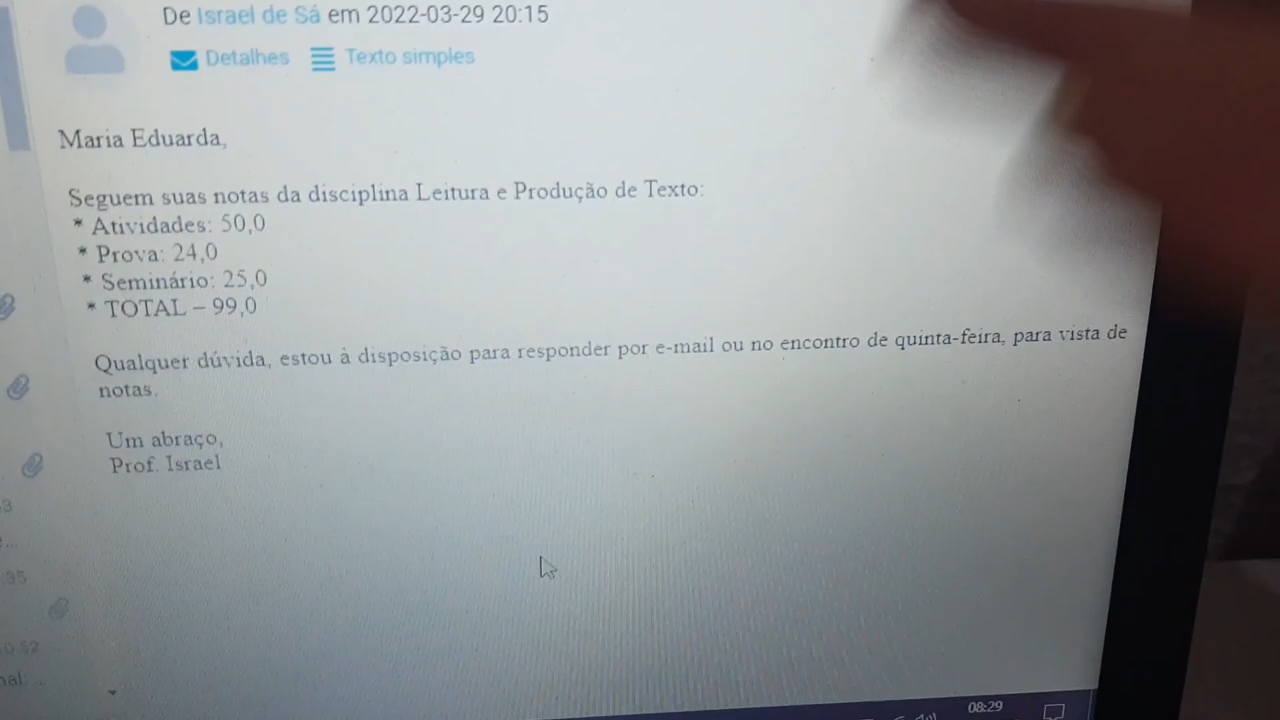 De Israel de Sá em 2022-03-29 20:15
Detalhes Texto simples
Maria Eduarda,
Seguem suas notas da disciplina Leitura e Produção de Texto:
* Atividades: 50,0
* Prova: 24,0
* Seminário: 25,0
* TOTAL – 99,0
Qualquer dúvida, estou à disposição para responder por e-mail ou no encontro de quinta-feira, para vista de
notas.
Um abraço,
Prof. Israel
08:29